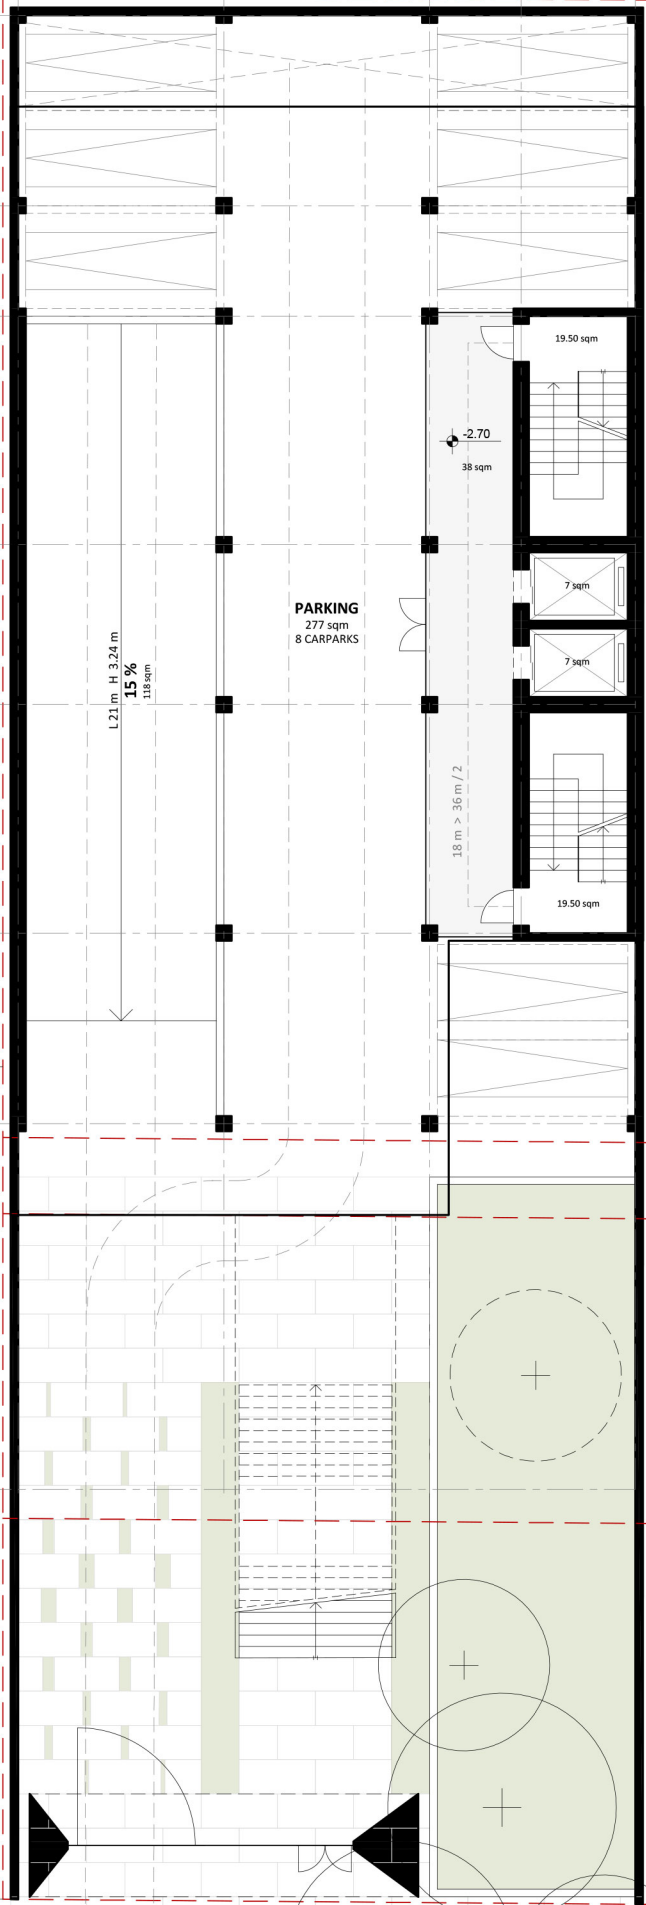 19.50 sqm
-2.70
38 sqm
7 sqm
PARKING
277 sqm
8 CARPARKS
L 21 m H 3.24 m
15 %
118 sqm
7 sqm
18 m > 36 m / 2
19.50 sqm